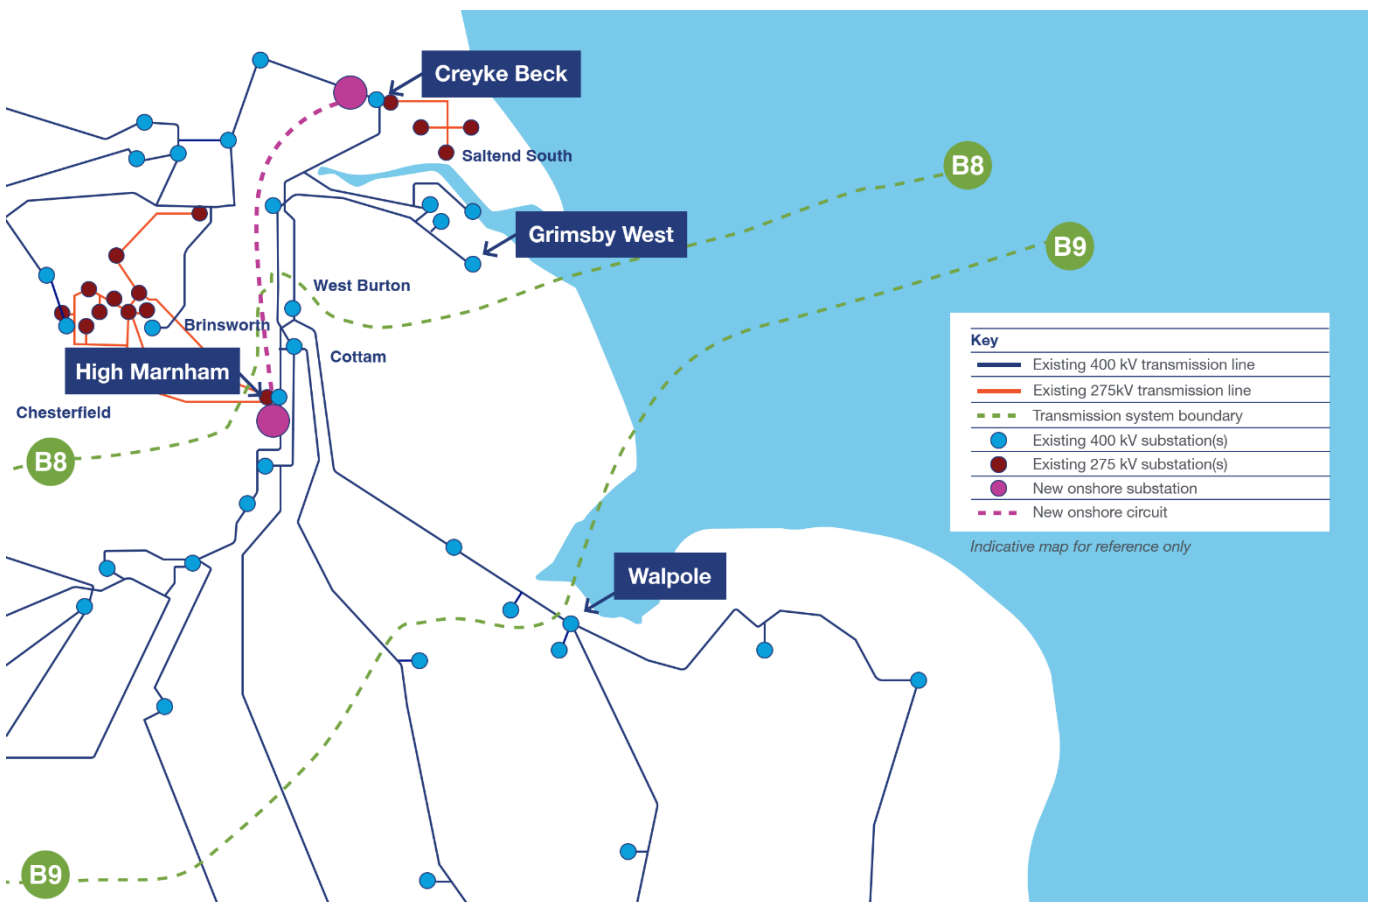 Creyke Beck
Saltend South
B8
Grimsby West
B9
West Burton
Brinsworth
Cottam
High Marnham
Chesterfield
B8
Key
Existing 400 kV transmission line
Existing 275kV transmission line
Transmission system boundary
Existing 400 kV substation(s)
Existing 275 kV substation(s)
New onshore substation
New onshore circuit
Indicative map for reference only
Walpole
B9